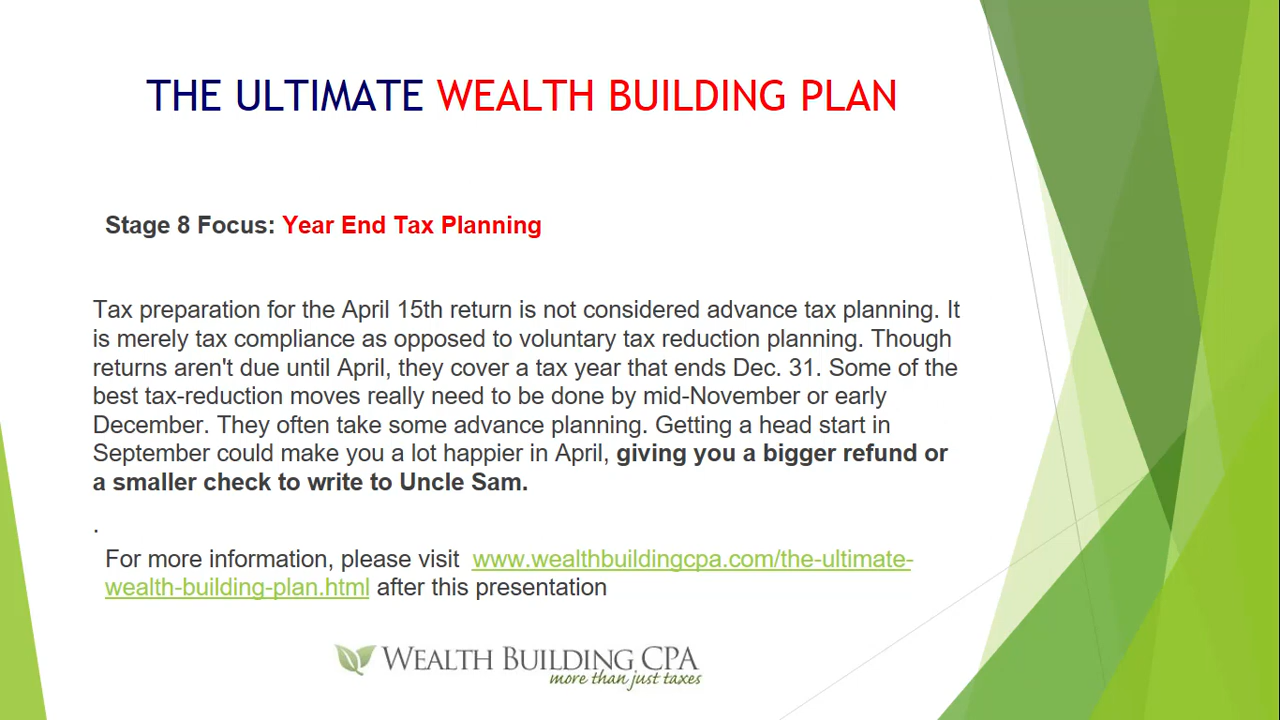 THE ULTIMATE WEALTH BUILDING PLAN
Stage 8 Focus: Year End Tax Planning
Tax preparation for the April 15th return is not considered advance tax planning. It
is merely tax compliance as opposed to voluntary tax reduction planning. Though
returns aren't due until April, they cover a tax year that ends Dec. 31. Some of the
best tax-reduction moves really need to be done by mid-November or early
December. They often take some advance planning. Getting a head start in
September could make you a lot happier in April, giving you a bigger refund or
a smaller check to write to Uncle Sam.
.
For more information, please visit www.wealthbuildingcpa.com/the-ultimate-
wealth-building-plan.html after this presentation
WEALTH BUILDING CPA
more than just taxes